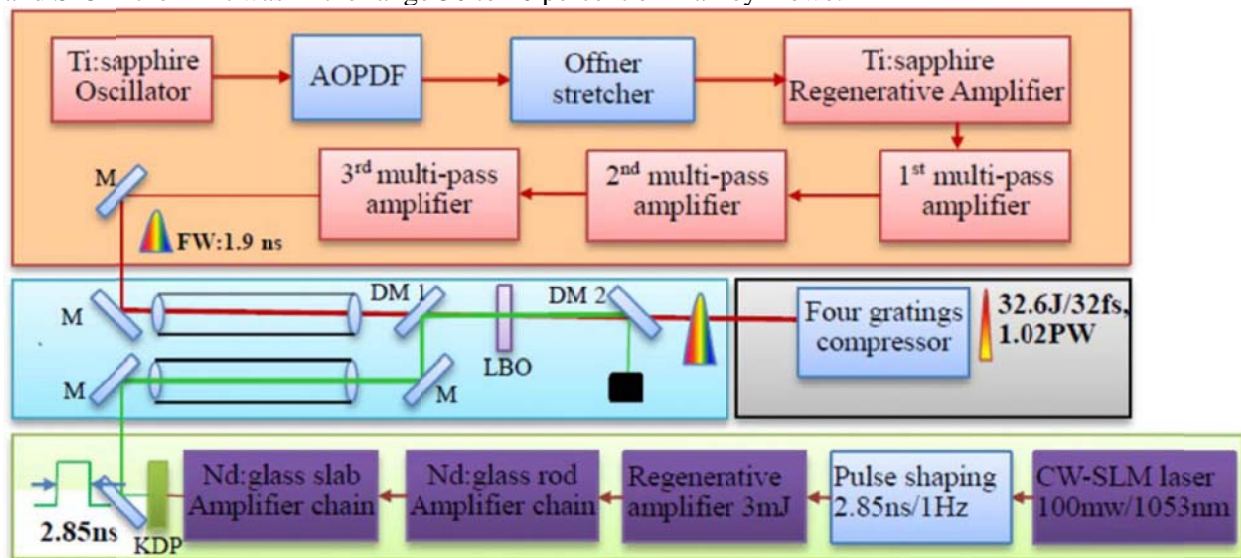 Ti:sapphire
Oscillator
AOPDF
Offner
stretcher
Ti:sapphire
Regenerative Amplifier
M
3rd multi-pass
amplifier
2nd multi-pass
amplifier
1st multi-pass
amplifier
FW:1.9 ns
M
DM 1
DM 2
LBO
Four gratings
compressor
32.6J/32fs,
1.02PW
M
M
2.85ns
KDP
Nd:glass slab
Amplifier chain
Nd:glass rod
Amplifier chain
Regenerative
amplifier 3mJ
Pulse shaping
2.85ns/1Hz
CW-SLM laser
100mw/1053nm